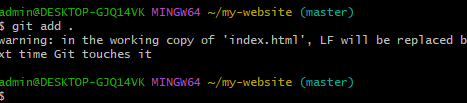 admin@DESKTOP-GJQ14VK MINGW64 ~/my-website (master)
$ git add .
warning: in the working copy of 'index.html', LF will be replaced b
xt time Git touches it
admin@DESKTOP-GJQ14VK MINGW64 ~/my-website (master)
$